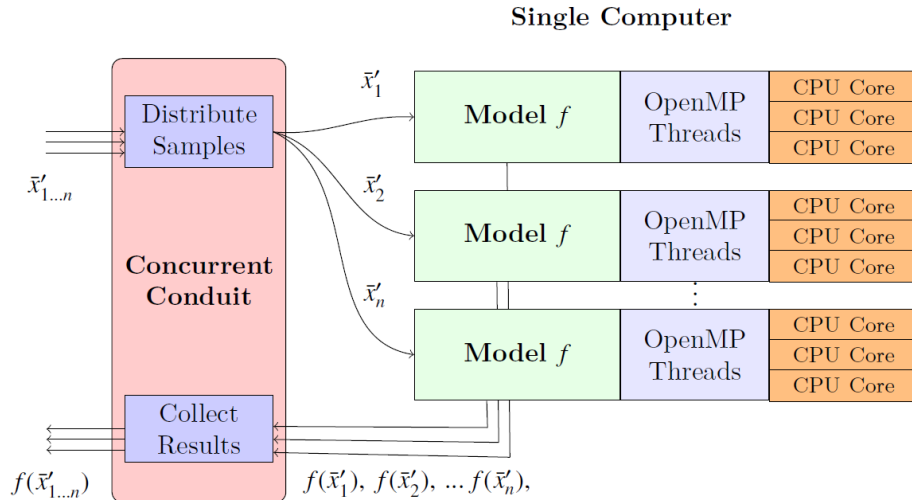 Single Computer
Distribute
Samples
x̄′₁...ₙ
Concurrent
Conduit
Collect
Results
f(x̄′₁...ₙ)
x̄′₁
x̄′₂
x̄′ₙ
Model f
OpenMP
Threads
CPU Core
CPU Core
CPU Core
Model f
OpenMP
Threads
CPU Core
CPU Core
CPU Core
⋮
Model f
OpenMP
Threads
CPU Core
CPU Core
CPU Core
f(x̄′₁), f(x̄′₂), ... f(x̄′ₙ),